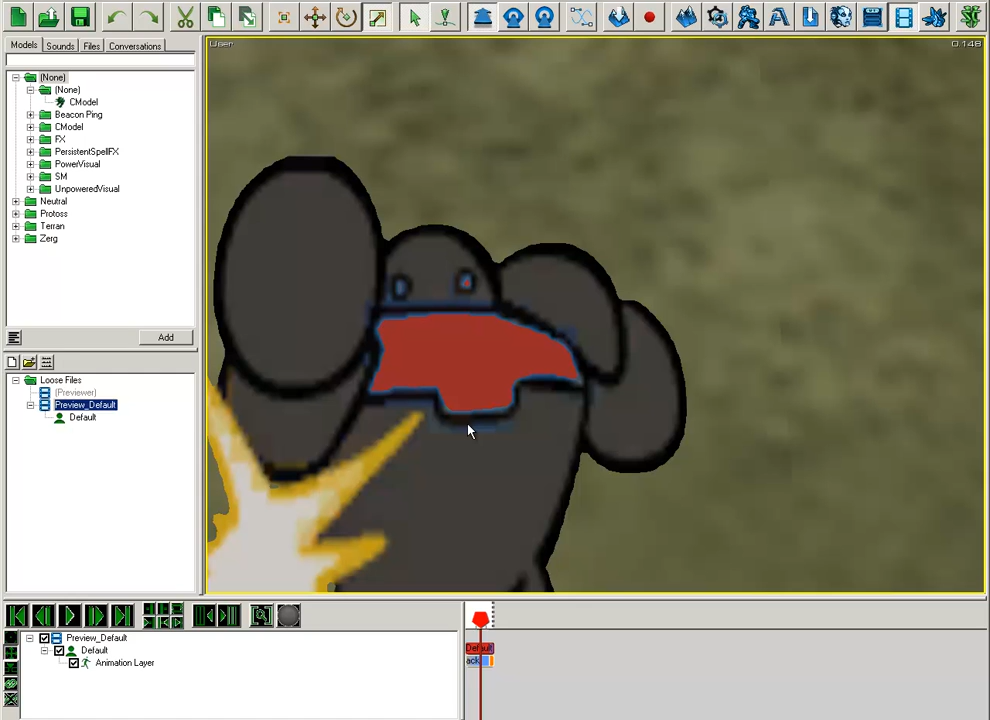 Models Sounds Files Conversations
User
0.148
(None)
(None)
CModel
Beacon Ping
CModel
FX
PersistentSpellFX
PowerVisual
SM
UnpoweredVisual
Neutral
Protoss
Terran
Zerg
Add
Loose Files
(Previewer)
Preview_Default
Default
Preview_Default
Default
Animation Layer
Default